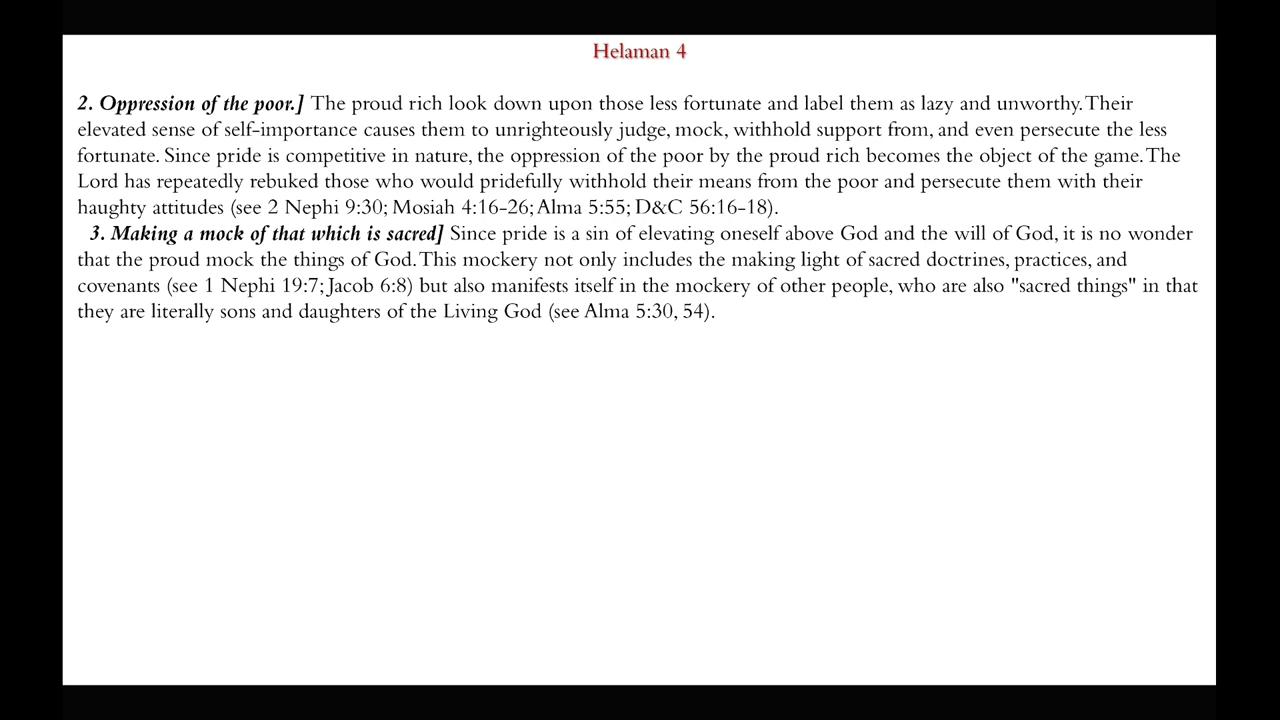 Helaman 4
2. Oppression of the poor.] The proud rich look down upon those less fortunate and label them as lazy and unworthy. Their
elevated sense of self-importance causes them to unrighteously judge, mock, withhold support from, and even persecute the less
fortunate. Since pride is competitive in nature, the oppression of the poor by the proud rich becomes the object of the game. The
Lord has repeatedly rebuked those who would pridefully withhold their means from the poor and persecute them with their
haughty attitudes (see 2 Nephi 9:30; Mosiah 4:16-26; Alma 5:55; D&C 56:16-18).
3. Making a mock of that which is sacred] Since pride is a sin of elevating oneself above God and the will of God, it is no wonder
that the proud mock the things of God. This mockery not only includes the making light of sacred doctrines, practices, and
covenants (see 1 Nephi 19:7; Jacob 6:8) but also manifests itself in the mockery of other people, who are also "sacred things" in that
they are literally sons and daughters of the Living God (see Alma 5:30, 54).